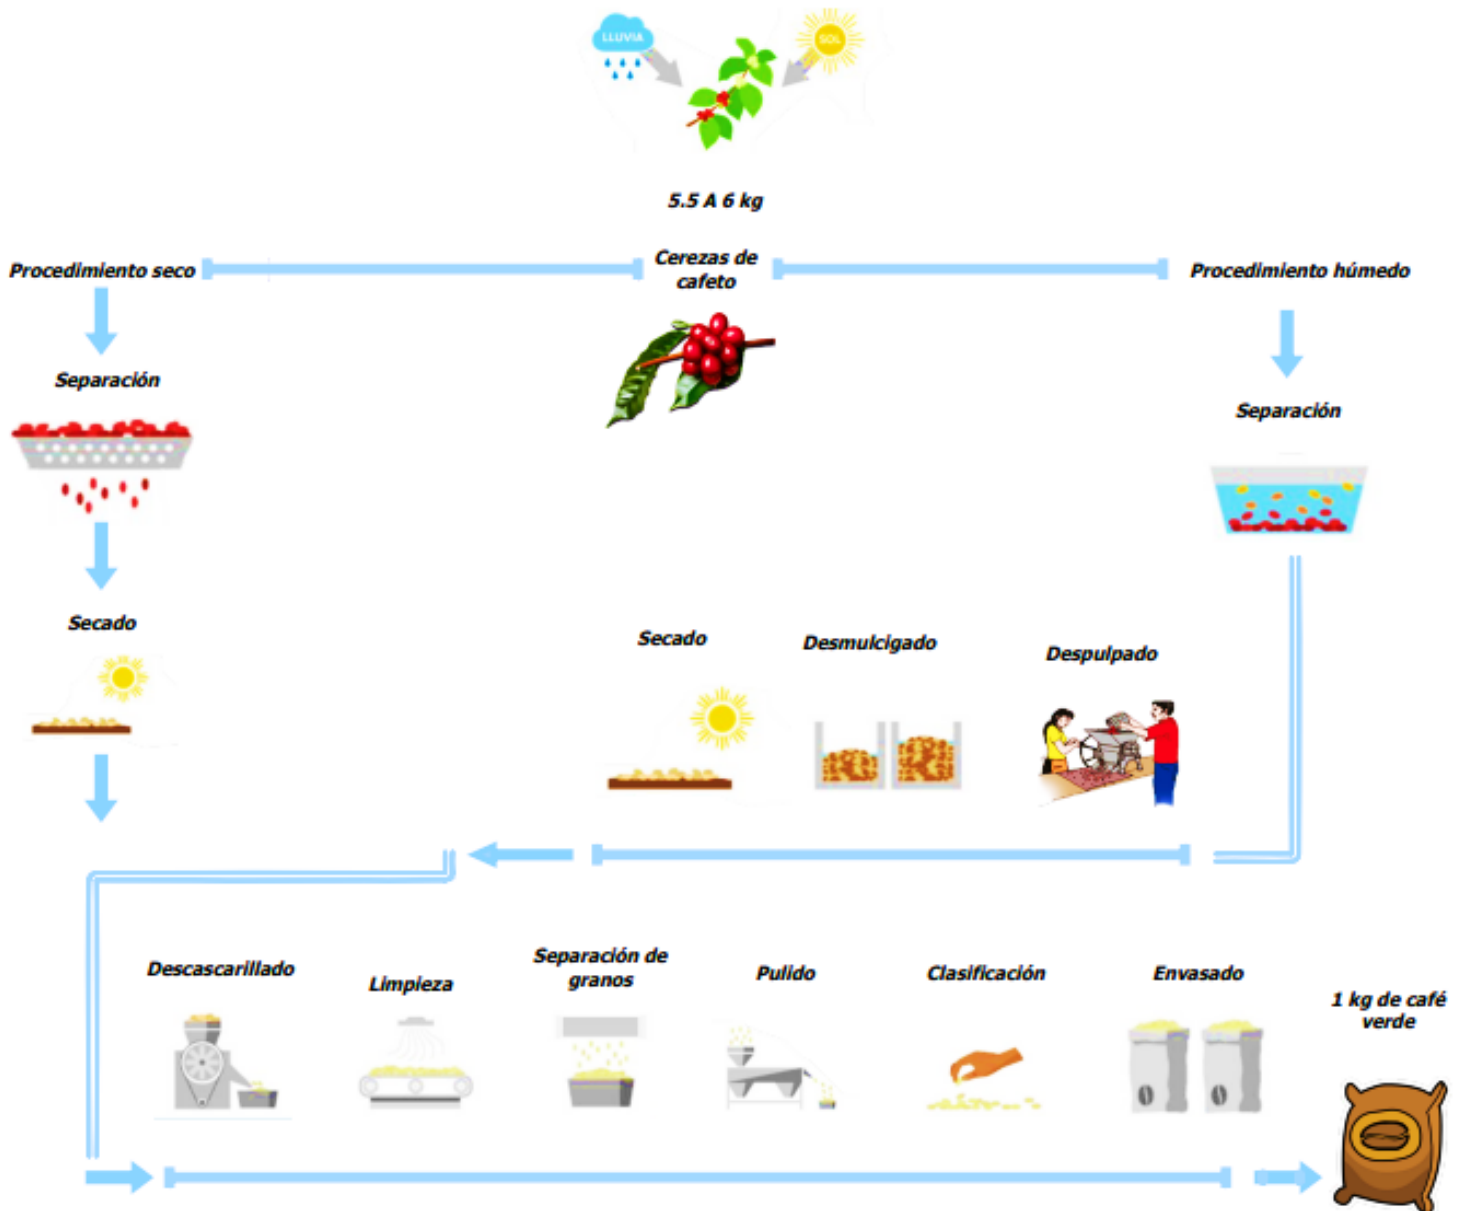 LLUVIA
SOL
5.5 A 6 kg
Procedimiento seco
Cerezas de
cafeto
Procedimiento húmedo
Separación
Separación
Secado
Secado
Desmulcigado
Despulpado
Descascarillado
Limpieza
Separación de
granos
Pulido
Clasificación
Envasado
1 kg de café
verde